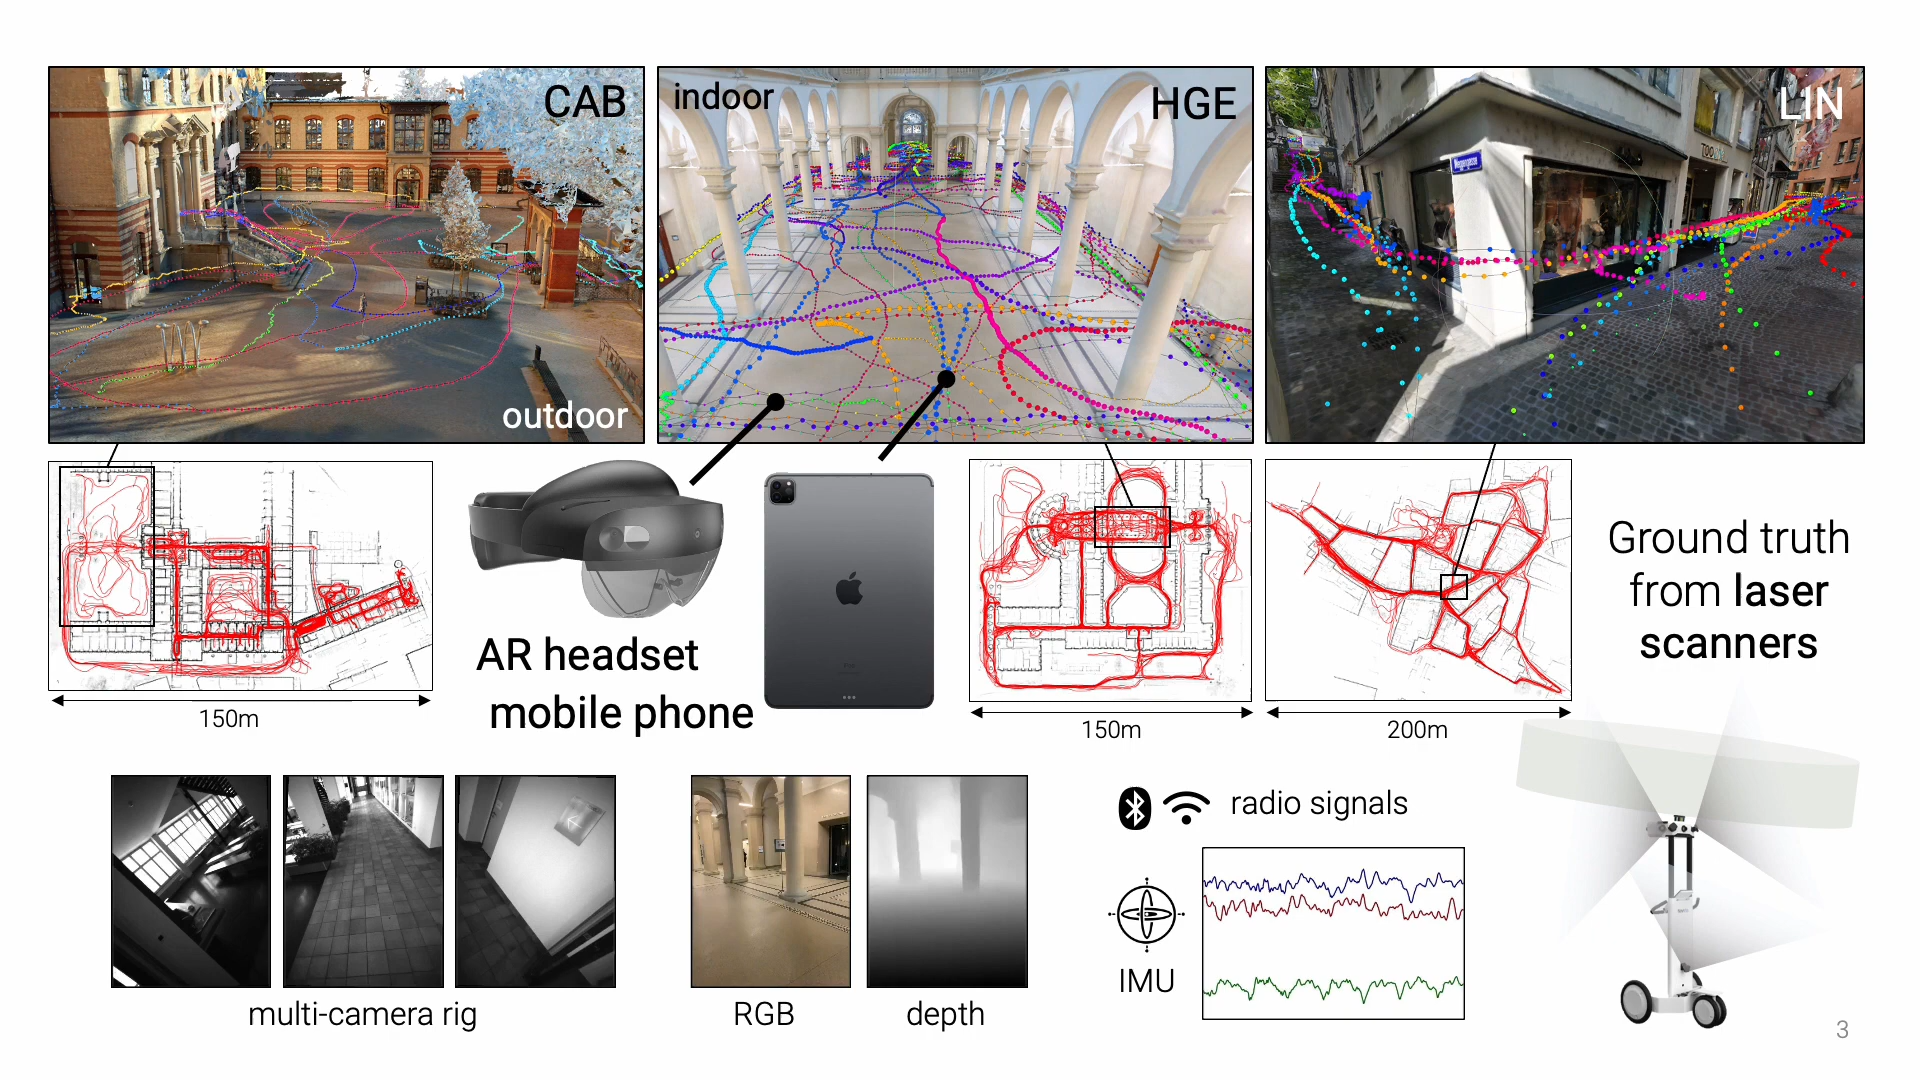 CAB
outdoor
indoor
HGE
LIN
150m
AR headset
mobile phone
150m
200m
Ground truth
from laser
scanners
multi-camera rig
RGB
depth
radio signals
IMU
3